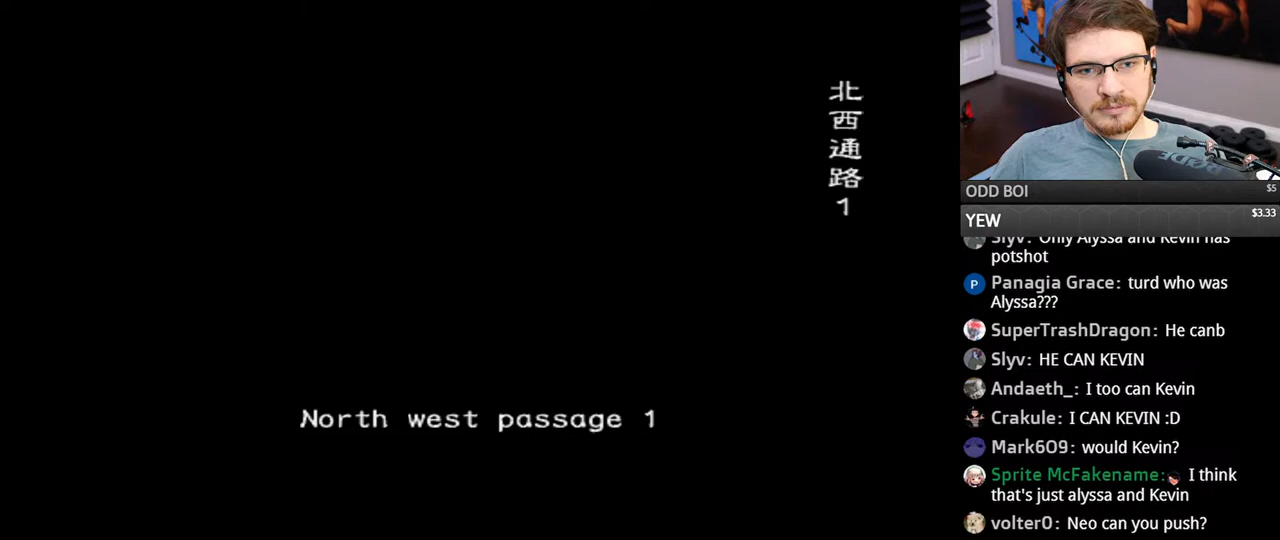 北西通路1
North west passage 1
ODD BOI
$5
YEW
$3.33
Slyv: Only Alyssa and Kevin has
potshot
P Panagia Grace: turd who was
Alyssa???
SuperTrashDragon: He canb
Slyv: HE CAN KEVIN
Andaeth_: I too can Kevin
Crakule: I CAN KEVIN :D
Mark609: would Kevin?
Sprite McFakename: I think
that's just alyssa and Kevin
volter0: Neo can you push?
RODE